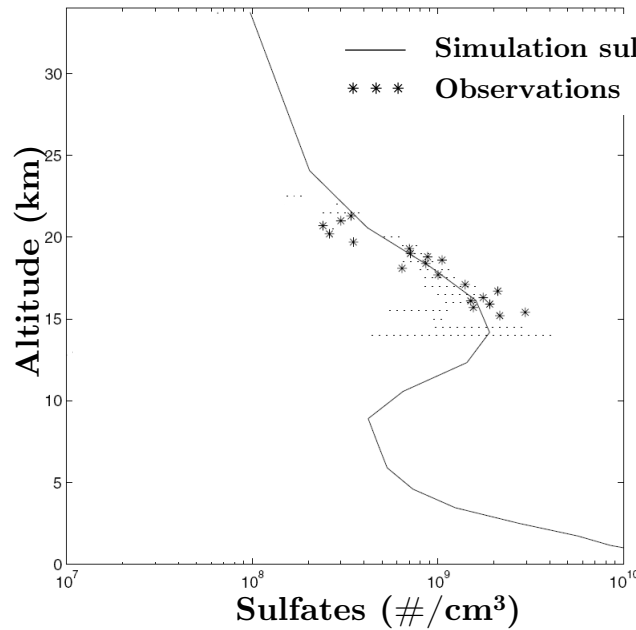 Simulation sul
*** Observations
30
25
20
15
10
5
0
Altitude (km)
10⁷
10⁸
10⁹
10¹⁰
Sulfates (#/cm³)